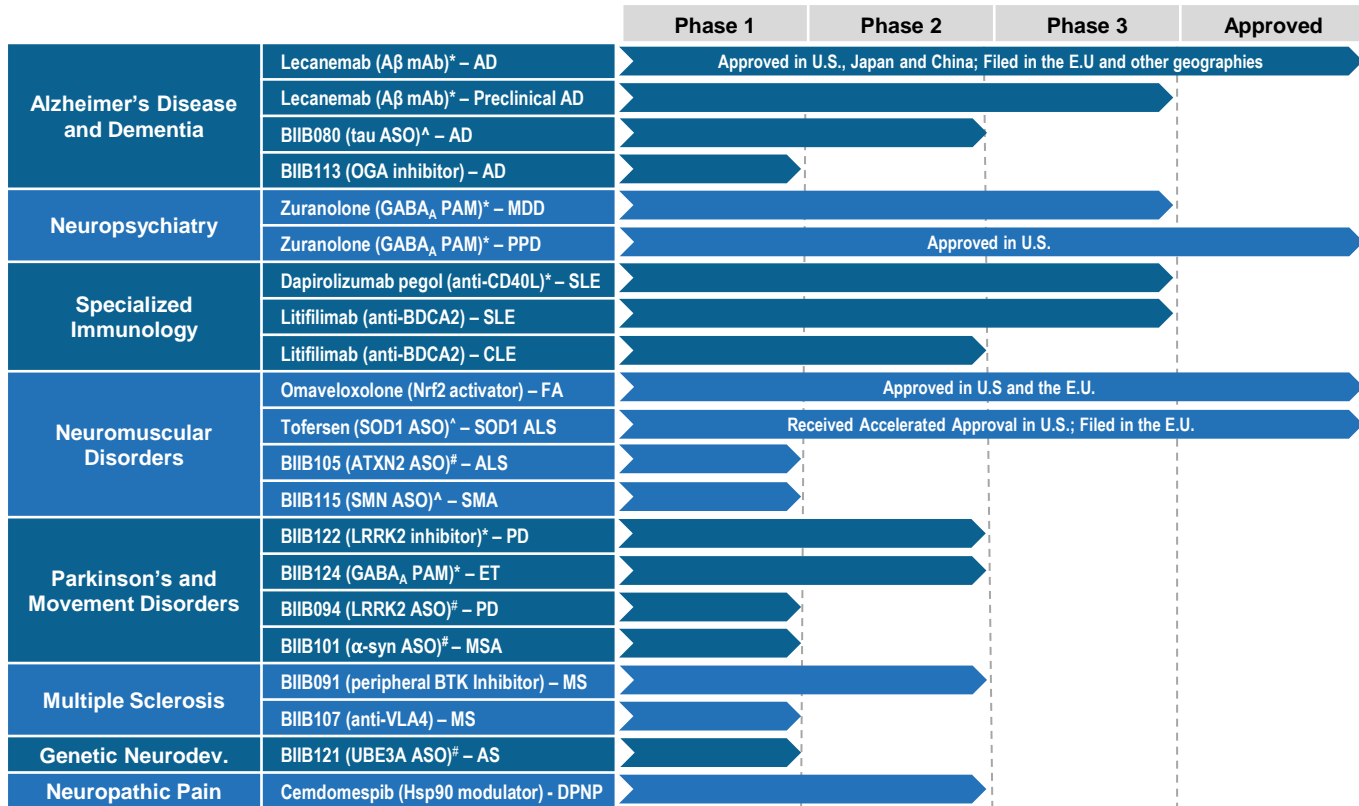 Phase 1 Phase 2 Phase 3 Approved
Alzheimer's Disease
and Dementia
Lecanemab (Aβ mAb)* – AD
Approved in U.S., Japan and China; Filed in the E.U and other geographies
Lecanemab (Aβ mAb)* – Preclinical AD
BIIB080 (tau ASO)^ – AD
BIIB113 (OGA inhibitor) – AD
Neuropsychiatry
Zuranolone (GABAA PAM)* – MDD
Zuranolone (GABAA PAM)* – PPD
Approved in U.S.
Specialized
Immunology
Dapirolizumab pegol (anti-CD40L)* – SLE
Litifilimab (anti-BDCA2) – SLE
Litifilimab (anti-BDCA2) – CLE
Neuromuscular
Disorders
Omaveloxolone (Nrf2 activator) – FA
Approved in U.S and the E.U.
Tofersen (SOD1 ASO)^ – SOD1 ALS
Received Accelerated Approval in U.S.; Filed in the E.U.
BIIB105 (ATXN2 ASO)# – ALS
BIIB115 (SMN ASO)^ – SMA
Parkinson's and
Movement Disorders
BIIB122 (LRRK2 inhibitor)* – PD
BIIB124 (GABAA PAM)* – ET
BIIB094 (LRRK2 ASO)# – PD
BIIB101 (α-syn ASO)# – MSA
Multiple Sclerosis
BIIB091 (peripheral BTK Inhibitor) – MS
BIIB107 (anti-VLA4) – MS
Genetic Neurodev.
BIIB121 (UBE3A ASO)# – AS
Neuropathic Pain
Cemdomespib (Hsp90 modulator) - DPNP